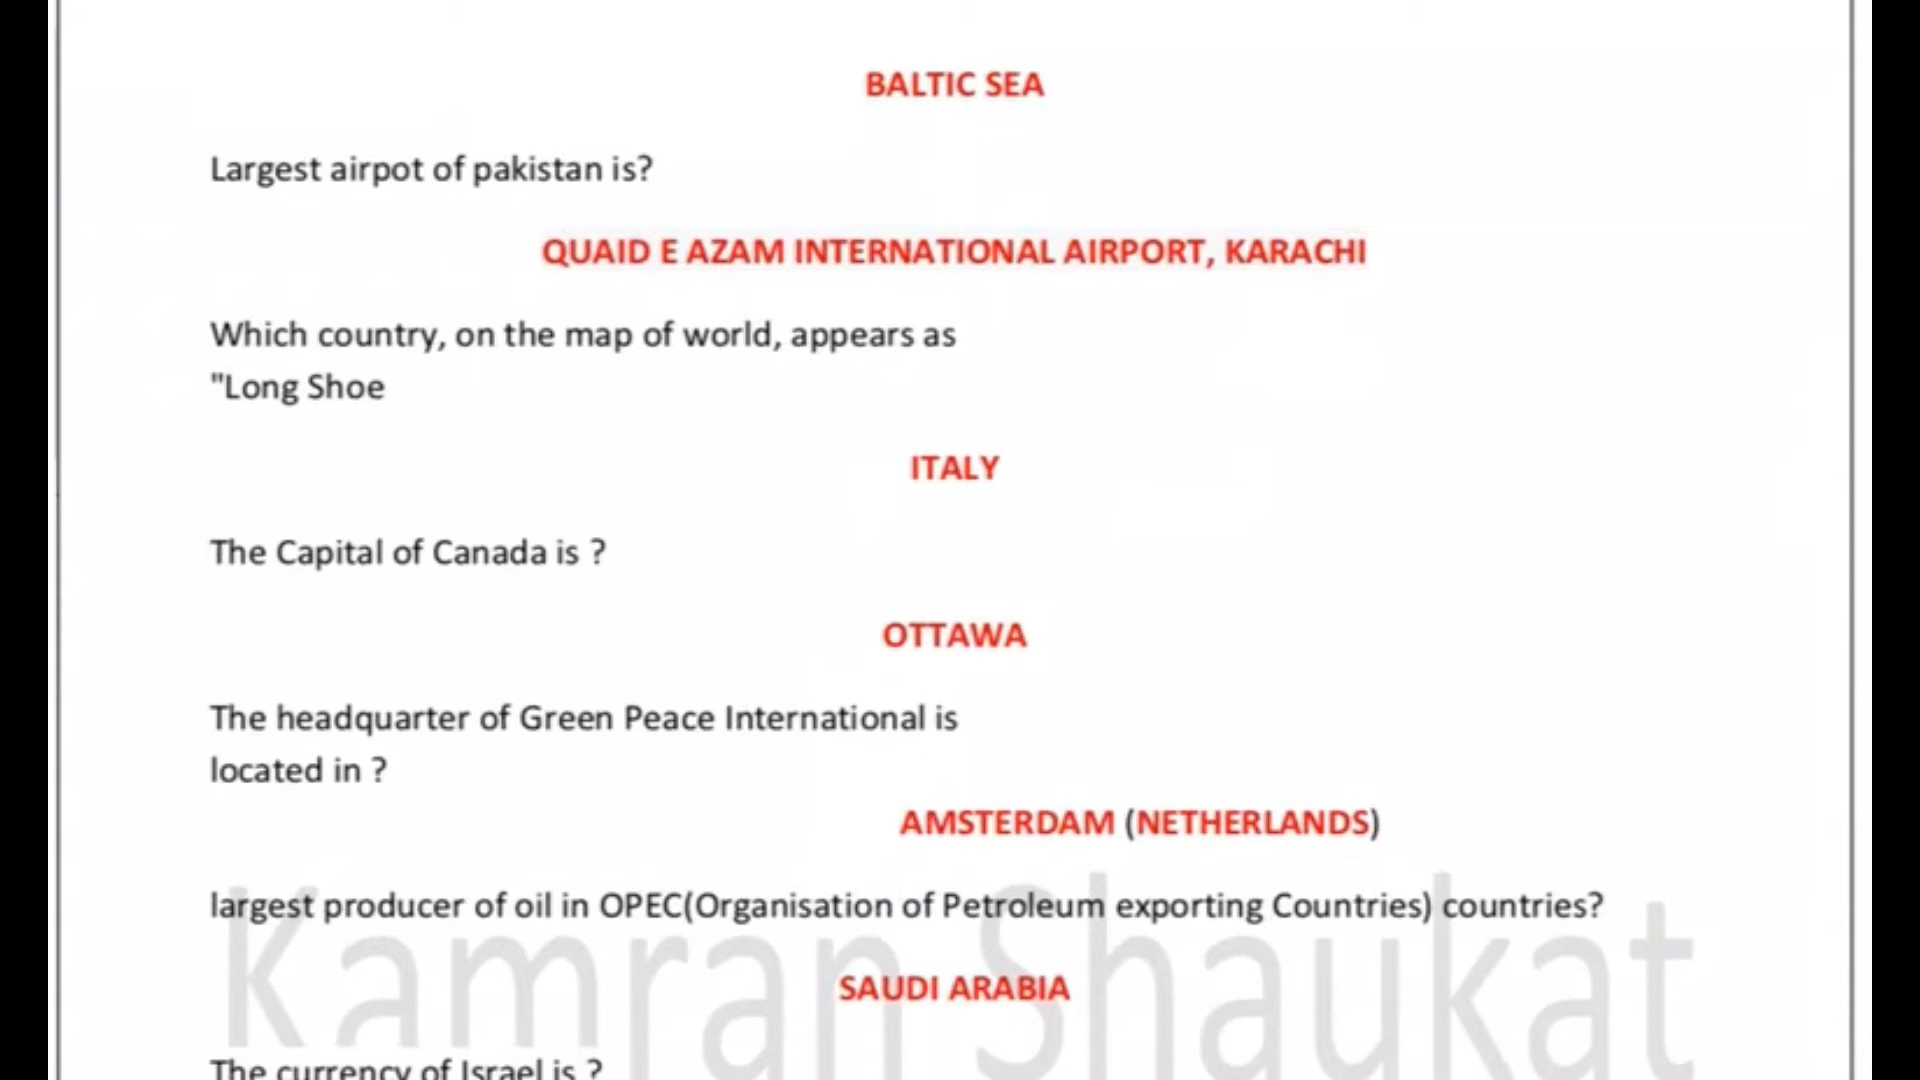 BALTIC SEA
Largest airpot of pakistan is?
QUAID E AZAM INTERNATIONAL AIRPORT, KARACHI
Which country, on the map of world, appears as
"Long Shoe
ITALY
The Capital of Canada is ?
OTTAWA
The headquarter of Green Peace International is
located in ?
AMSTERDAM (NETHERLANDS)
largest producer of oil in OPEC(Organisation of Petroleum exporting Countries) countries?
SAUDI ARABIA
Kamran Shaukat
The currency of Israel is ?